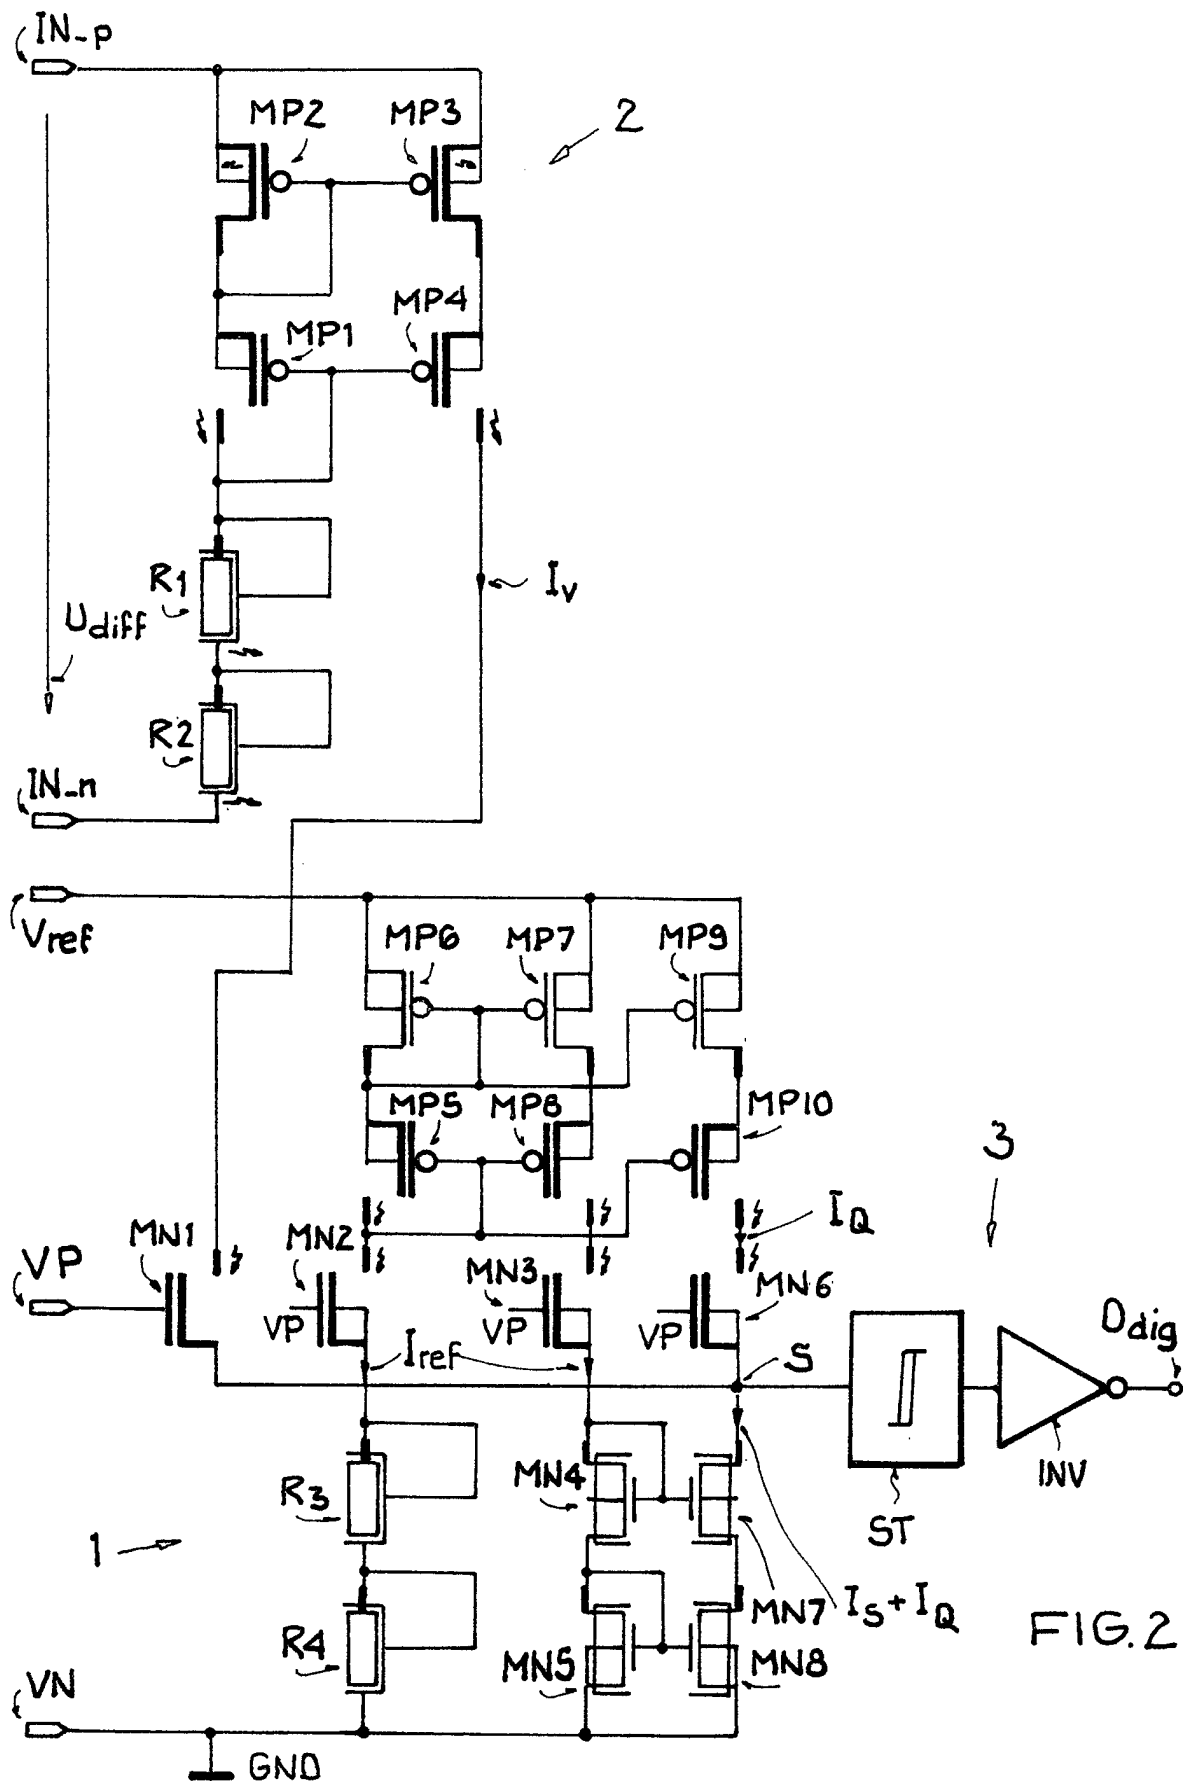 IN-p
MP2 MP3 2
MP4
MP1
R1 Iv
Udiff
R2
IN-n
Vref
MP6 MP7 MP9
MP5 MP8 MP10
3
IQ
MN1 MN2
VP MN3 MN6
VP VP VP
Ddig
Iref S
MN4 INV
R3
ST
1
MN7 IS+IQ
FIG.2
R4 MN5 MN8
VN
GND